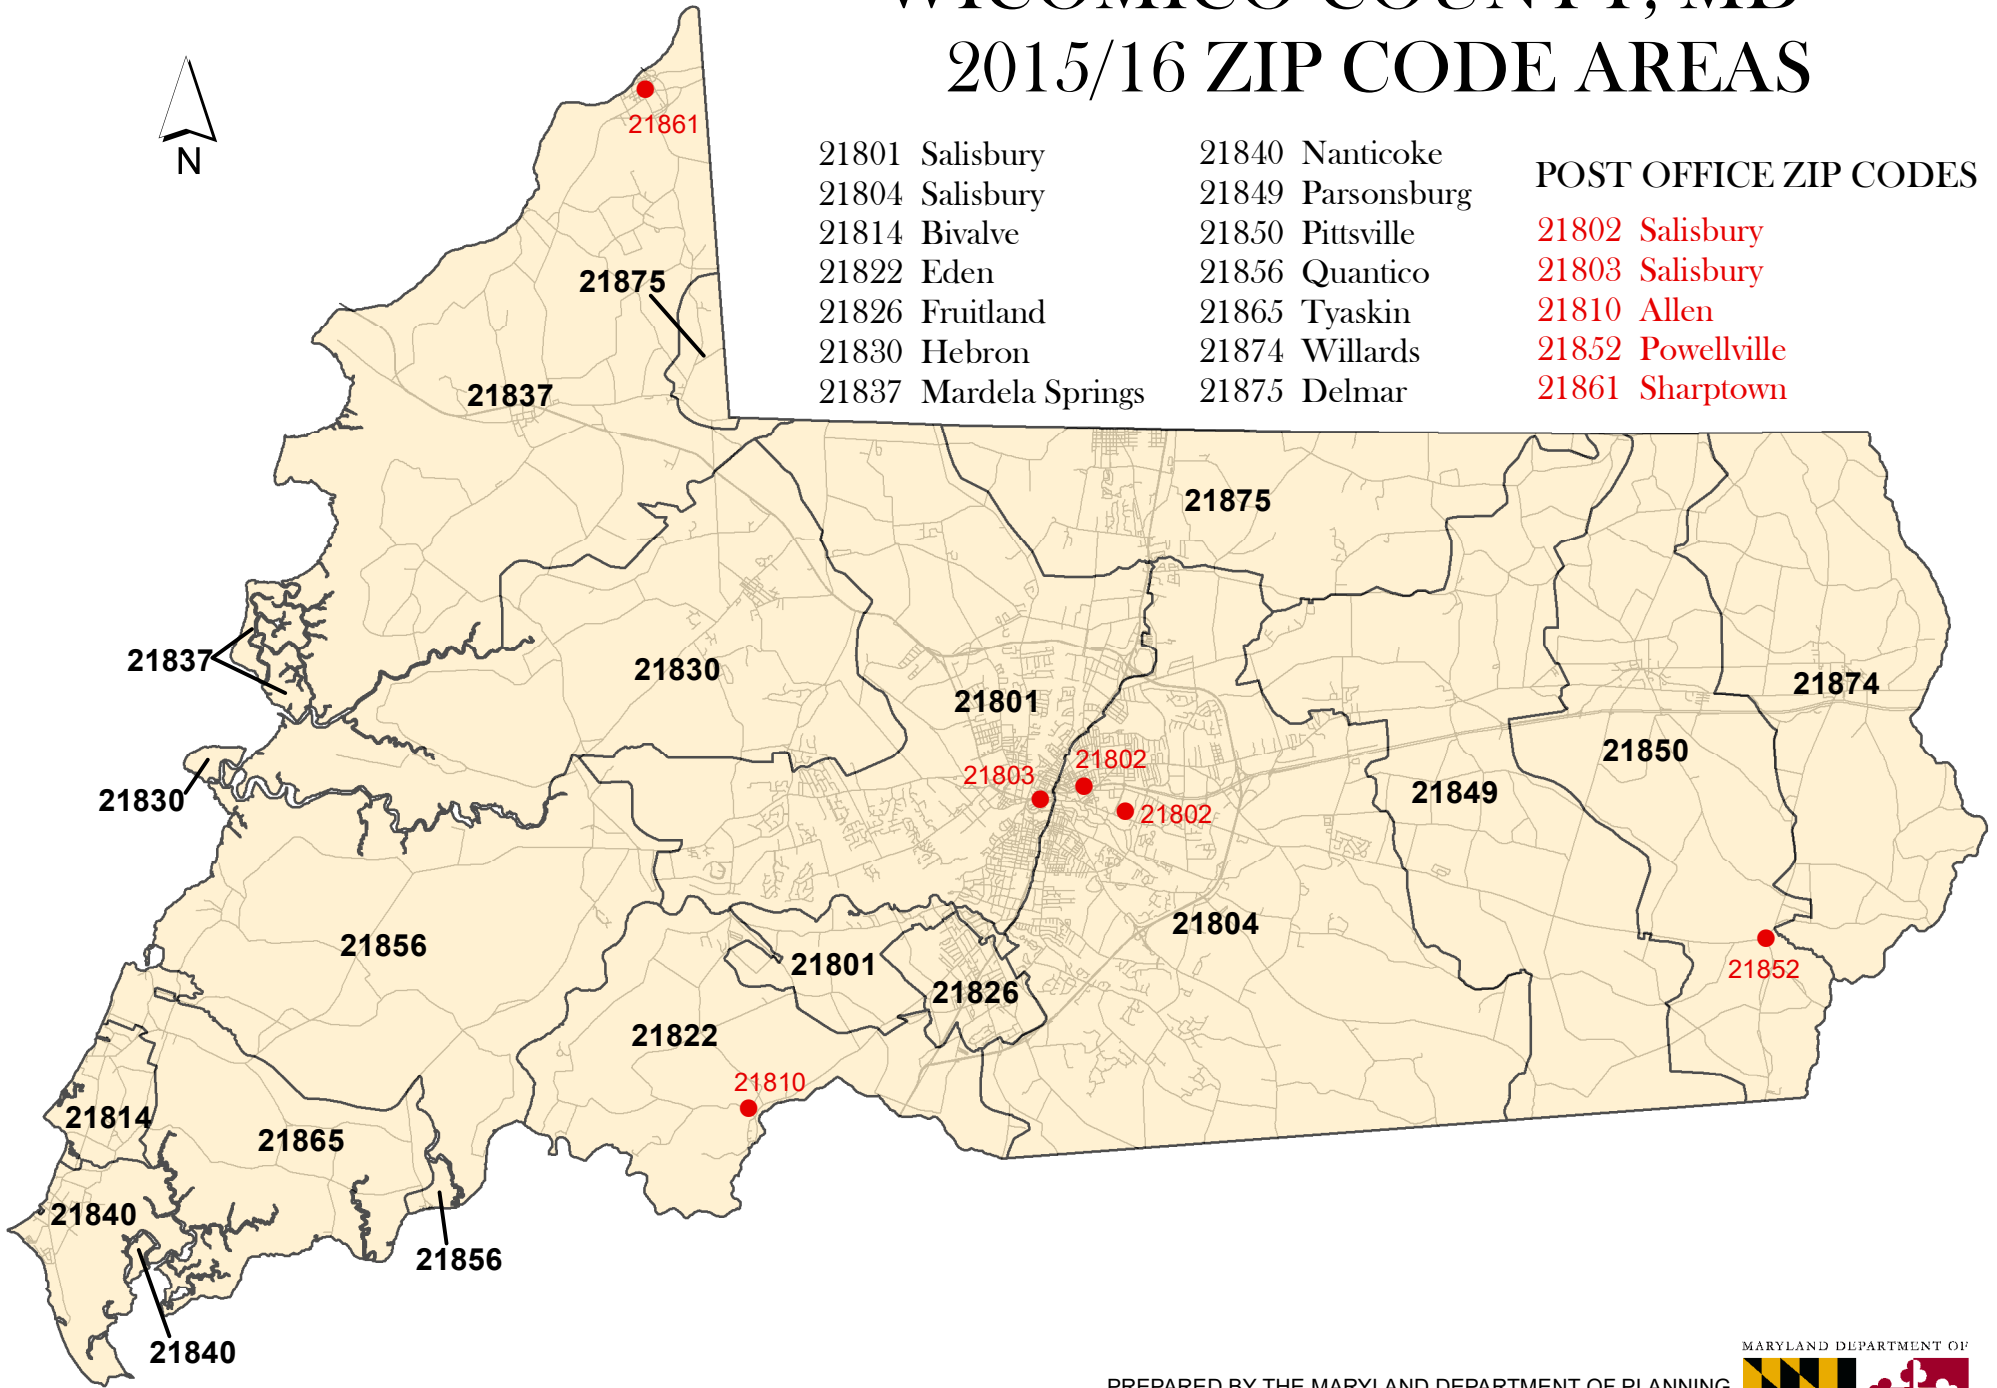 WICOMICO COUNTY, MD
2015/16 ZIP CODE AREAS
N
21801 Salisbury
21804 Salisbury
21814 Bivalve
21822 Eden
21826 Fruitland
21830 Hebron
21837 Mardela Springs
21840 Nanticoke
21849 Parsonsburg
21850 Pittsville
21856 Quantico
21865 Tyaskin
21874 Willards
21875 Delmar
POST OFFICE ZIP CODES
21802 Salisbury
21803 Salisbury
21810 Allen
21852 Powellville
21861 Sharptown
21861
21875
21837
21875
21837
21830
21801
21874
21850
21830
21803
21802
21802
21849
21804
21856
21801
21826
21852
21822
21810
21814
21865
21840
21856
21840
MARYLAND DEPARTMENT OF
PREPARED BY THE MARYLAND DEPARTMENT OF PLANNING